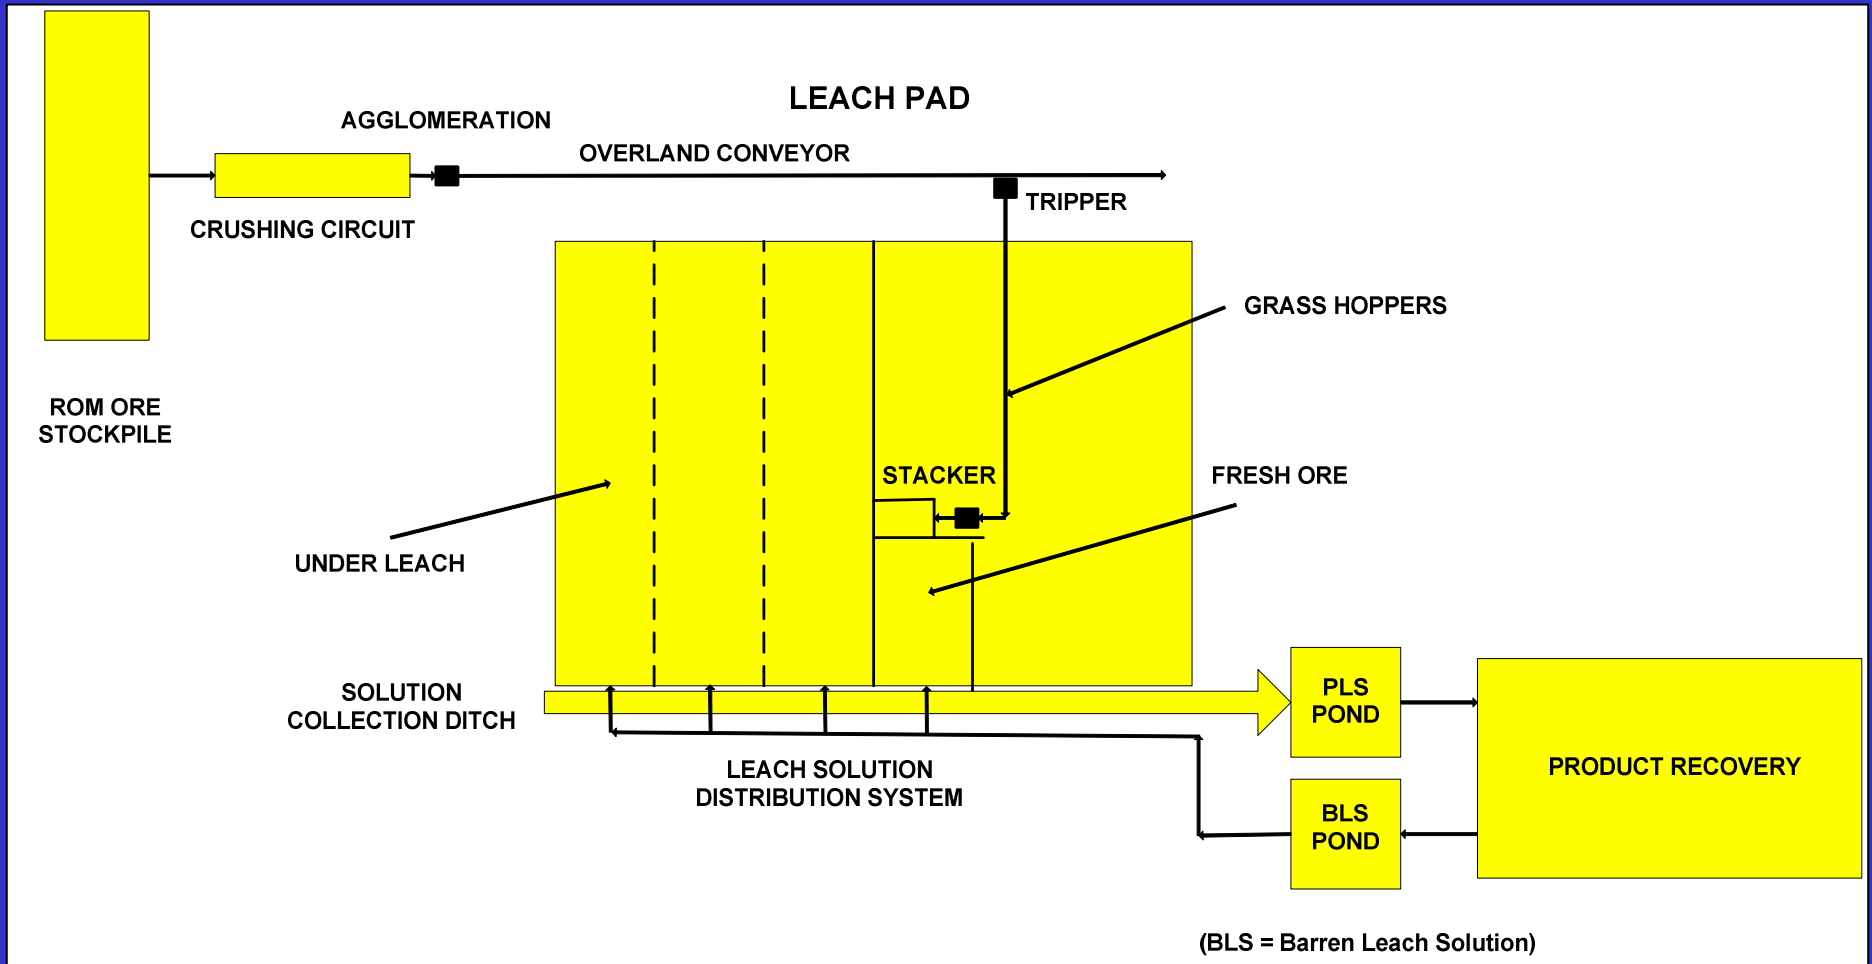 LEACH PAD
AGGLOMERATION
OVERLAND CONVEYOR
TRIPPER
CRUSHING CIRCUIT
GRASS HOPPERS
ROM ORE
STOCKPILE
STACKER
FRESH ORE
UNDER LEACH
SOLUTION
COLLECTION DITCH
PLS
POND
PRODUCT RECOVERY
LEACH SOLUTION
DISTRIBUTION SYSTEM
BLS
POND
(BLS = Barren Leach Solution)